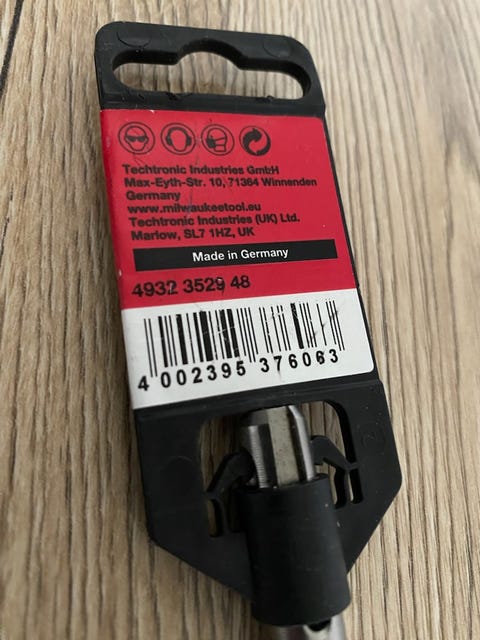 Techtronic Industries GmbH
Max-Eyth-Str. 10, 71364 Winnenden
Germany
www.milwaukeetool.eu
Techtronic Industries (UK) Ltd.
Marlow, SL7 1HZ, UK
Made in Germany
4932 3529 48
4 002395 376063